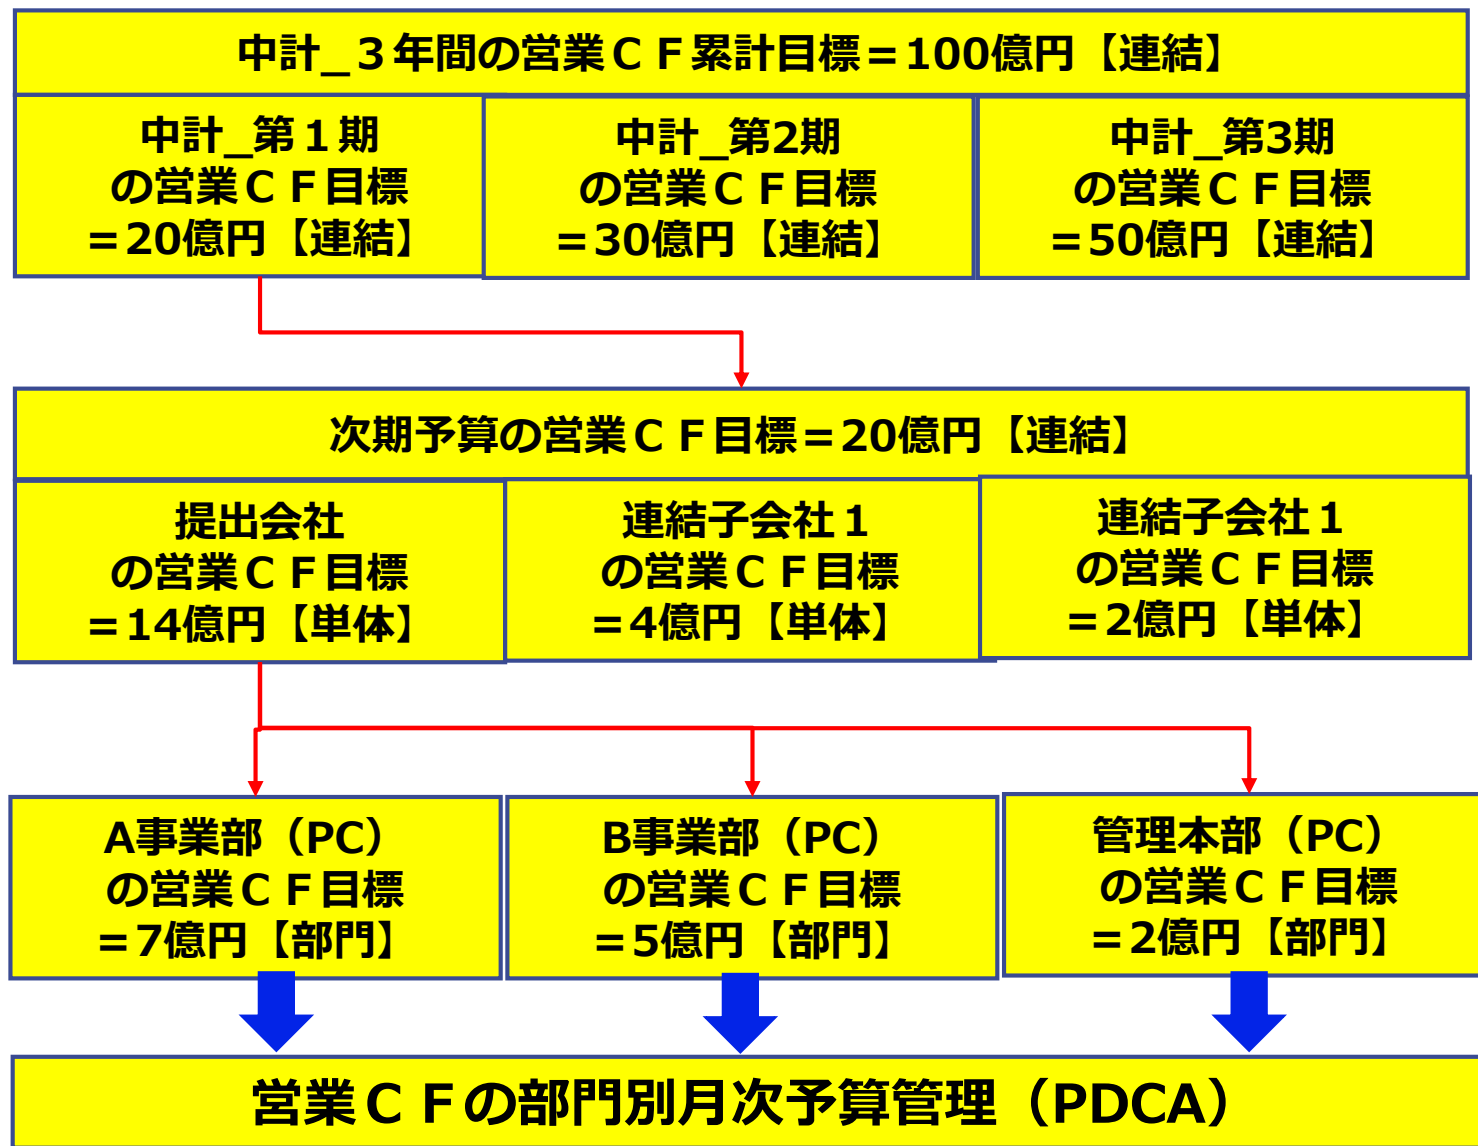 中計_３年間の営業ＣＦ累計目標＝100億円【連結】
中計_第１期
の営業ＣＦ目標
＝20億円【連結】
中計_第2期
の営業ＣＦ目標
＝30億円【連結】
中計_第3期
の営業ＣＦ目標
＝50億円【連結】
次期予算の営業ＣＦ目標＝20億円【連結】
提出会社
の営業ＣＦ目標
＝14億円【単体】
連結子会社１
の営業ＣＦ目標
＝4億円【単体】
連結子会社１
の営業ＣＦ目標
＝2億円【単体】
A事業部（PC）
の営業ＣＦ目標
＝7億円【部門】
B事業部（PC）
の営業ＣＦ目標
＝5億円【部門】
管理本部（PC）
の営業ＣＦ目標
＝2億円【部門】
営業ＣＦの部門別月次予算管理（PDCA）